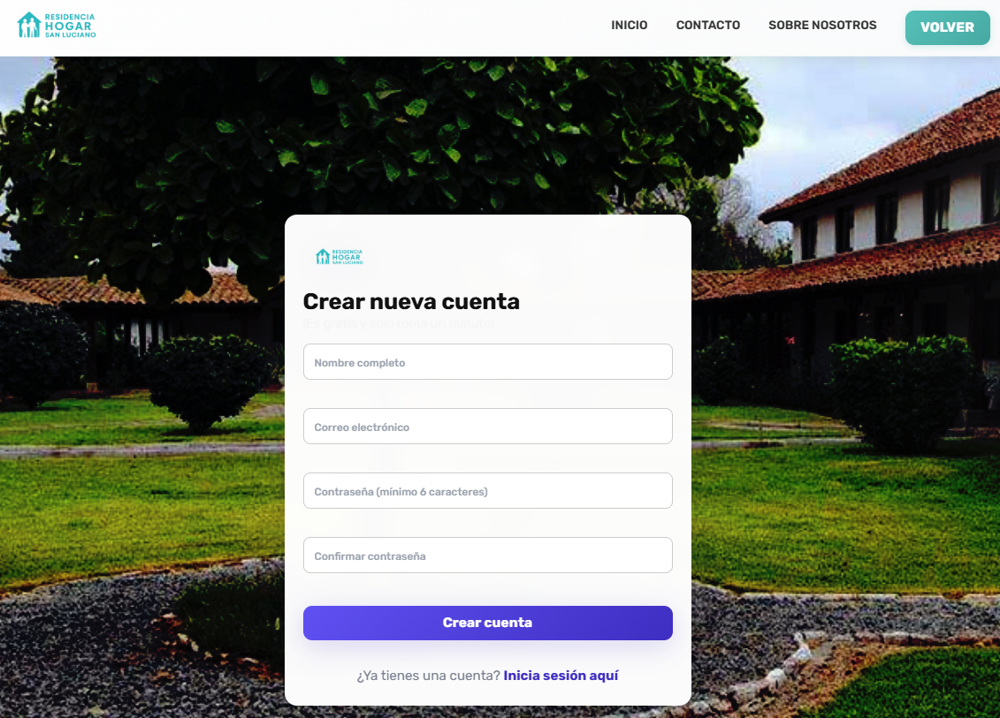 RESIDENCIA
HOGAR
SAN LUCIANO
INICIO
CONTACTO
SOBRE NOSOTROS
VOLVER
RESIDENCIA
HOGAR
SAN LUCIANO
Crear nueva cuenta
¡Es gratis y solo toma un minuto!
Nombre completo
Correo electrónico
Contraseña (mínimo 6 caracteres)
Confirmar contraseña
Crear cuenta
¿Ya tienes una cuenta? Inicia sesión aquí